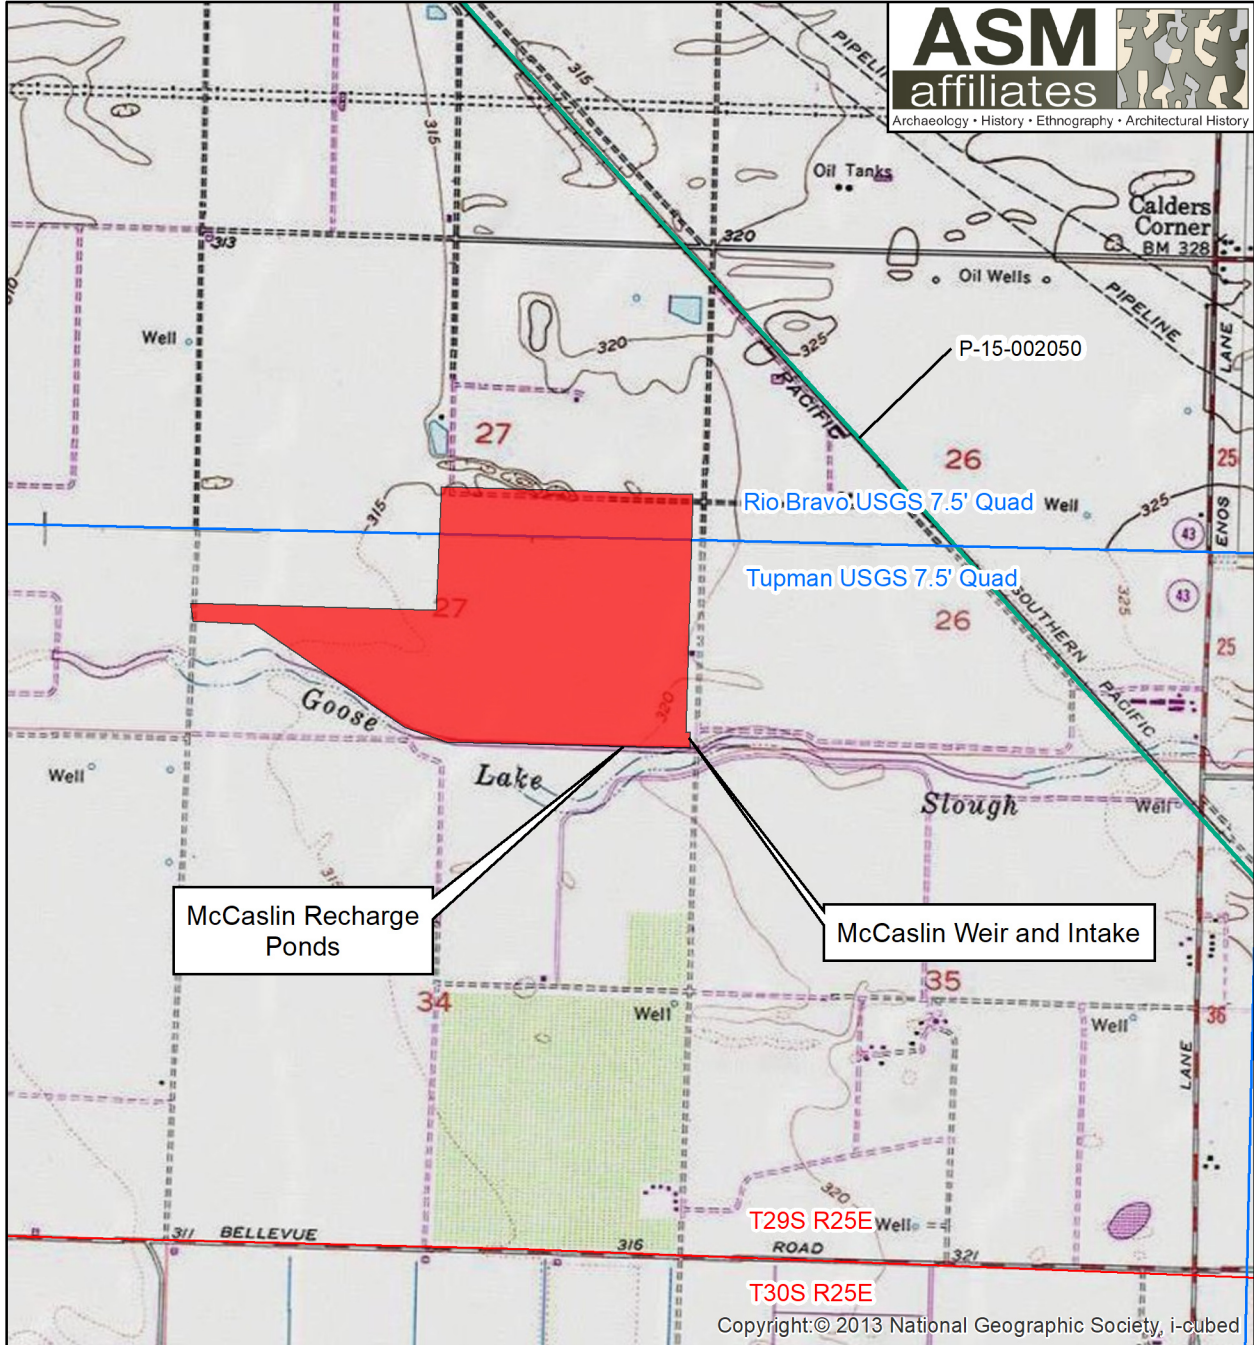 ASM
affiliates
Archaeology • History • Ethnography • Architectural History
PIPELI
315
315
Oil Tanks
Calders
Corner
BM 328
313
320
Oil Wells
PIPELINE
LANE
Well
320
325
P-15-002050
PACIFIC
27
26
25
315
Rio Bravo USGS 7.5' Quad
Well
325
ENOS
43
Tupman USGS 7.5' Quad
43
27
26
325
SOUTHERN
25
320
PACIFIC
Goose
Well
Lake
Slough
Well
315
McCaslin Recharge
Ponds
McCaslin Weir and Intake
34
35
Well
Well
36
LANE
320
T29S R25E
Well
311
BELLEVUE
316
ROAD
321
T30S R25E
Copyright:© 2013 National Geographic Society, i-cubed